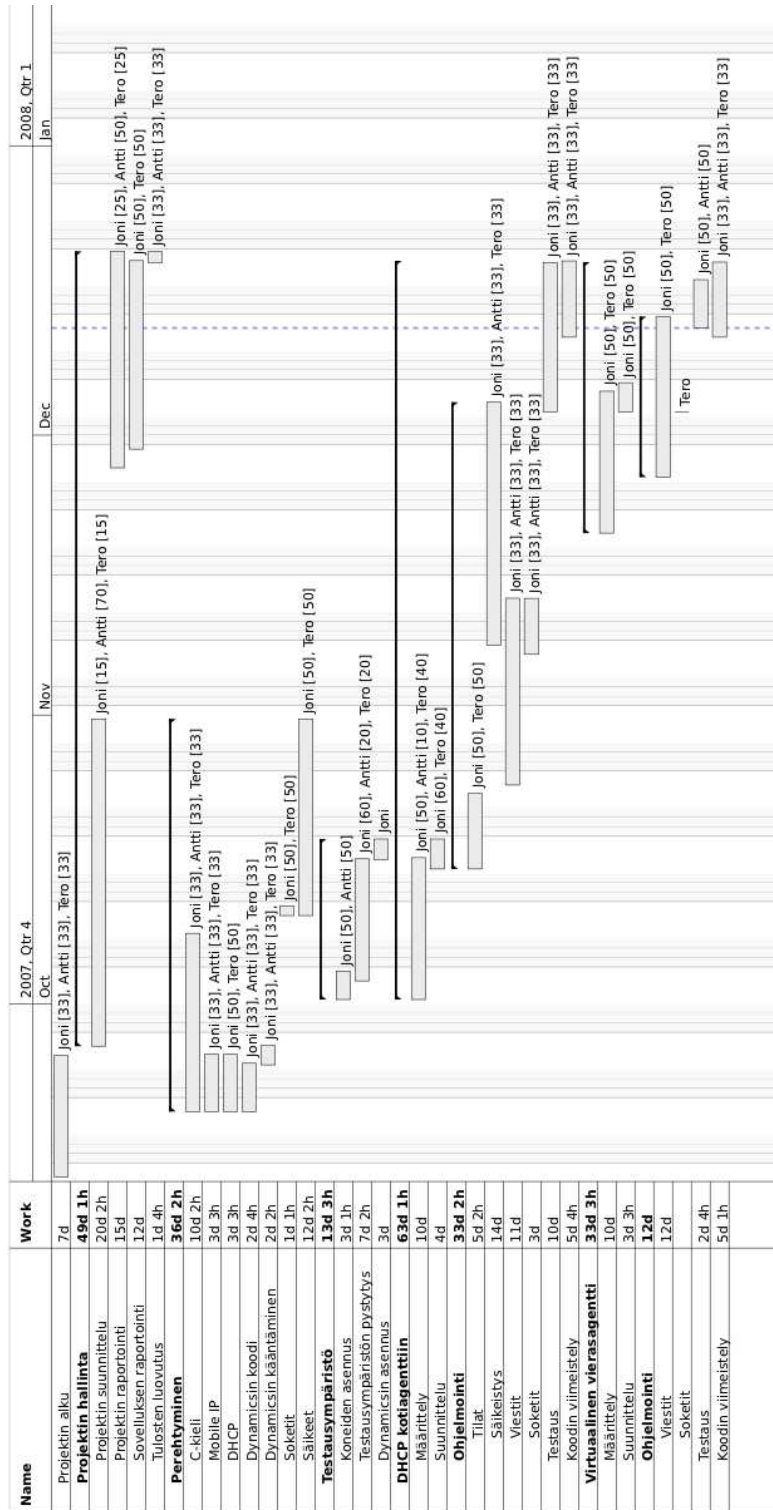 Name Work 2007, Qtr 4 2008, Qtr 1
Oct Nov Dec Jan
Projektin alku 7d Joni [33], Antti [33], Tero [33]
Projektin hallinta 49d 1h
Projektin suunnittelu 20d 2h Joni [15], Antti [70], Tero [15]
Projektin raportointi 15d Joni [25], Antti [50], Tero [25]
Sovelluksen raportointi 12d Joni [50], Tero [50]
Tulosten luovutus 1d 4h Joni [33], Antti [33], Tero [33]
Perehtyminen 36d 2h
C-kieli 10d 2h Joni [33], Antti [33], Tero [33]
Mobile IP 3d 3h Joni [33], Antti [33], Tero [33]
DHCP 3d 3h Joni [50], Tero [50]
Dynamicsin koodi 2d 4h Joni [33], Antti [33], Tero [33]
Dynamicsin kääntäminen 2d 2h Joni [33], Antti [33], Tero [33]
Soketit 1d 1h Joni [50], Tero [50]
Säikeet 12d 2h Joni [50], Tero [50]
Testausympäristö 13d 3h
Koneiden asennus 3d 1h Joni [50], Antti [50]
Testausympäristön pystytys 7d 2h Joni [60], Antti [20], Tero [20]
Dynamicsin asennus 3d Joni
DHCP kotiagenttiin 63d 1h
Määrittely 10d Joni [50], Antti [10], Tero [40]
Suunnittelu 4d Joni [60], Tero [40]
Ohjelmointi 33d 2h
Tilat 5d 2h Joni [50], Tero [50]
Säikeistys 14d Joni [33], Antti [33], Tero [33]
Viestit 11d Joni [33], Antti [33], Tero [33]
Soketit 3d Joni [33], Antti [33], Tero [33]
Testaus 10d Joni [33], Antti [33], Tero [33]
Koodin viimeistely 5d 4h Joni [33], Antti [33], Tero [33]
Virtuaalinen vierasagentti 33d 3h
Määrittely 10d Joni [50], Tero [50]
Suunnittelu 3d 3h Joni [50], Tero [50]
Ohjelmointi 12d
Viestit 12d Joni [50], Tero [50]
Soketit Tero
Testaus 2d 4h Joni [50], Antti [50]
Koodin viimeistely 5d 1h Joni [33], Antti [33], Tero [33]